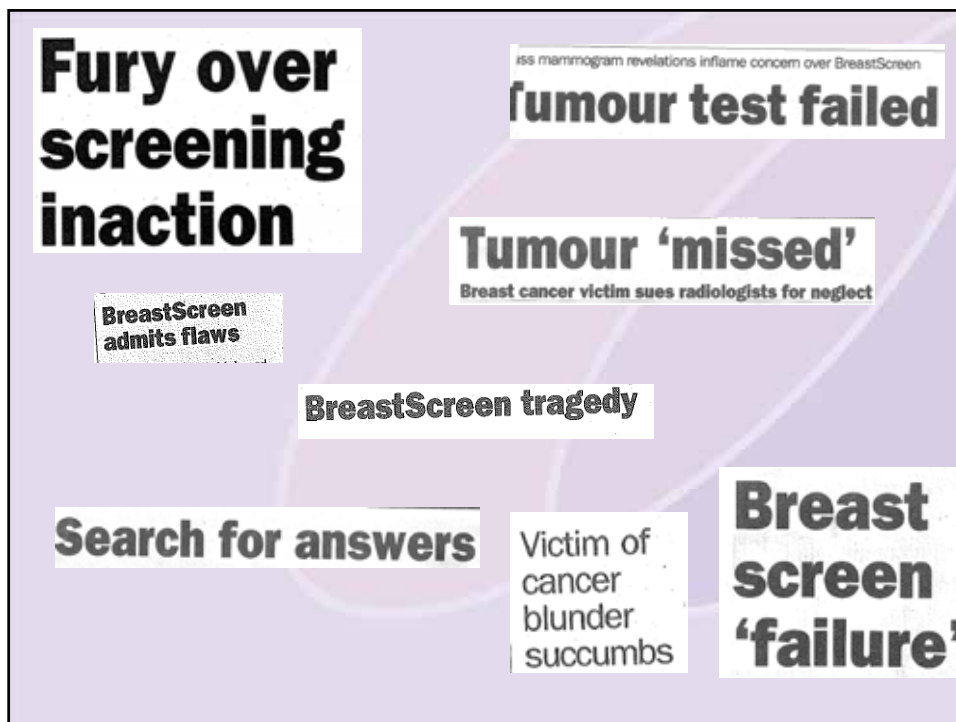 Fury over
screening
inaction
iss mammogram revelations inflame concern over BreastScreen
Tumour test failed
Tumour ‘missed’
Breast cancer victim sues radiologists for neglect
BreastScreen
admits flaws
BreastScreen tragedy
Search for answers
Victim of
cancer
blunder
succumbs
Breast
screen
‘failure’